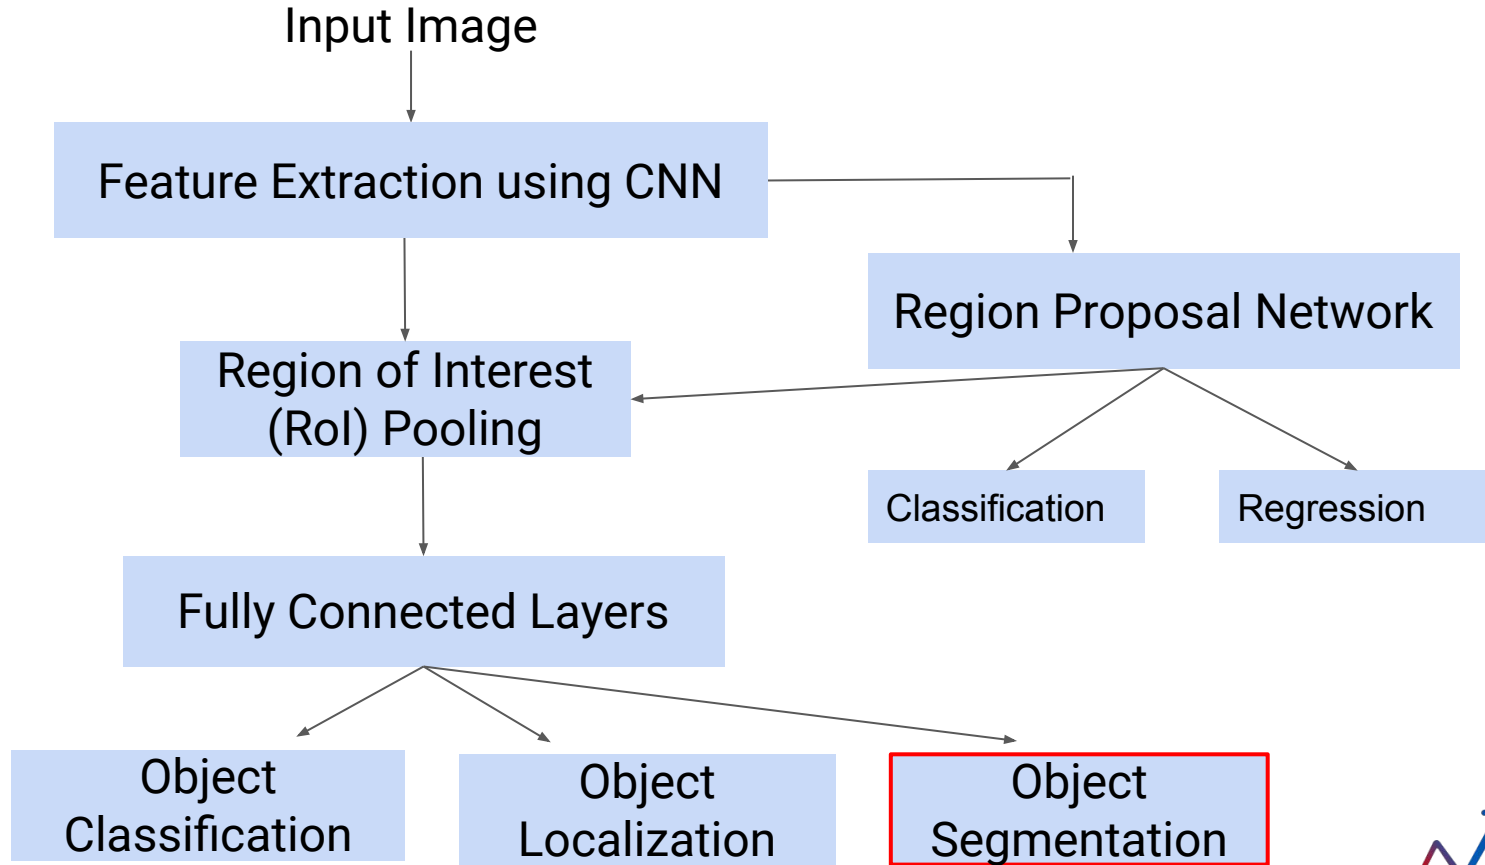 Input Image
Feature Extraction using CNN
Region Proposal Network
Region of Interest
(RoI) Pooling
Classification
Regression
Fully Connected Layers
Object
Classification
Object
Localization
Object
Segmentation